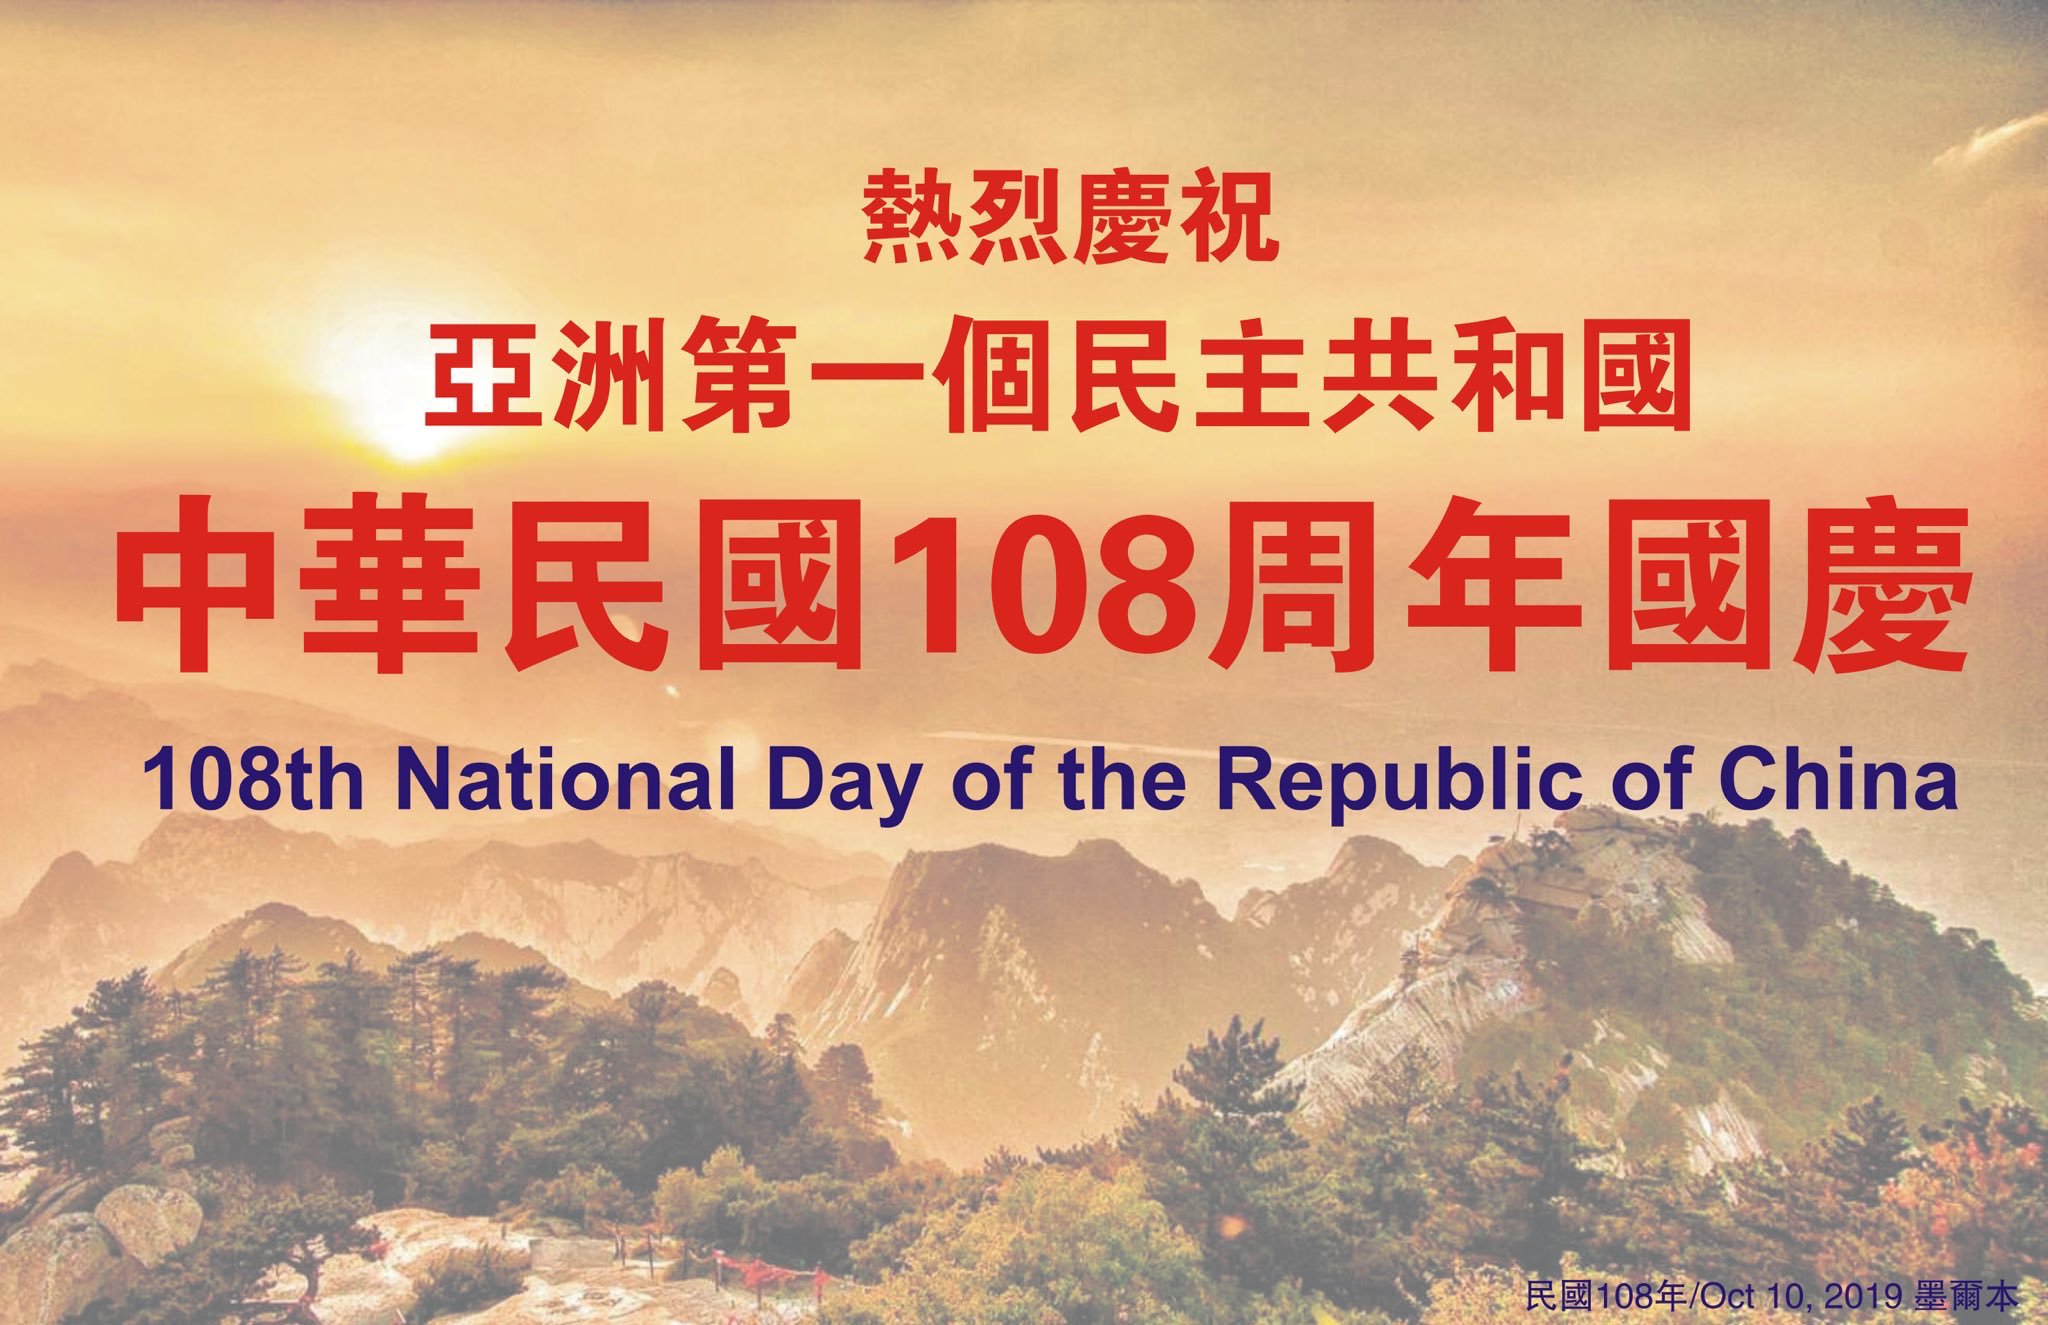 熱烈慶祝
亞洲第一個民主共和國
中華民國108周年國慶
108th National Day of the Republic of China
民國108年/Oct 10, 2019 墨爾本